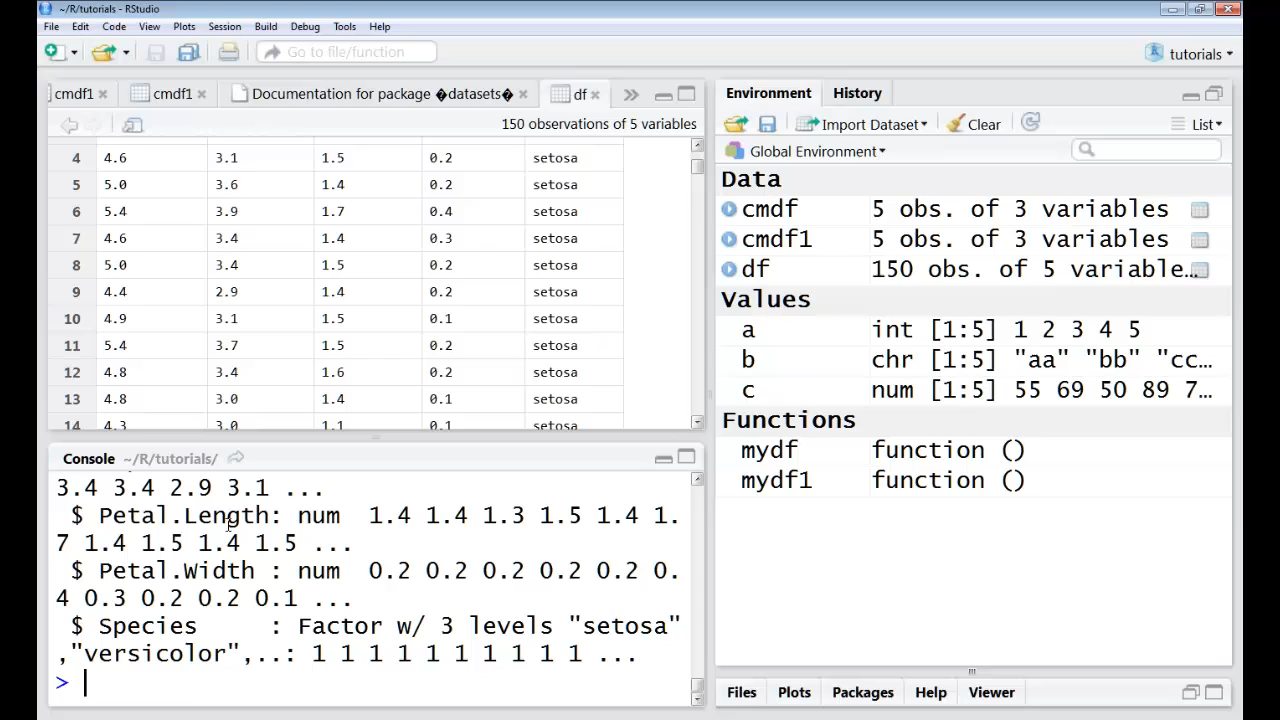 ~/R/tutorials - RStudio
File Edit Code View Plots Session Build Debug Tools Help
Go to file/function
tutorials
cmdf1 cmdf1 Documentation for package �datasets� df
150 observations of 5 variables
4 4.6 3.1 1.5 0.2 setosa
5 5.0 3.6 1.4 0.2 setosa
6 5.4 3.9 1.7 0.4 setosa
7 4.6 3.4 1.4 0.3 setosa
8 5.0 3.4 1.5 0.2 setosa
9 4.4 2.9 1.4 0.2 setosa
10 4.9 3.1 1.5 0.1 setosa
11 5.4 3.7 1.5 0.2 setosa
12 4.8 3.4 1.6 0.2 setosa
13 4.8 3.0 1.4 0.1 setosa
14 4.3 3.0 1.1 0.1 setosa
Console ~/R/tutorials/
3.4 3.4 2.9 3.1 ...
$ Petal.Length: num 1.4 1.4 1.3 1.5 1.4 1.
7 1.4 1.5 1.4 1.5 ...
$ Petal.Width : num 0.2 0.2 0.2 0.2 0.2 0.
4 0.3 0.2 0.2 0.1 ...
$ Species : Factor w/ 3 levels "setosa"
,"versicolor",..: 1 1 1 1 1 1 1 1 1 1 ...
>
Environment History
Import Dataset Clear List
Global Environment
Data
cmdf 5 obs. of 3 variables
cmdf1 5 obs. of 3 variables
df 150 obs. of 5 variable…
Values
a int [1:5] 1 2 3 4 5
b chr [1:5] "aa" "bb" "cc…
c num [1:5] 55 69 50 89 7…
Functions
mydf function ()
mydf1 function ()
Files Plots Packages Help Viewer